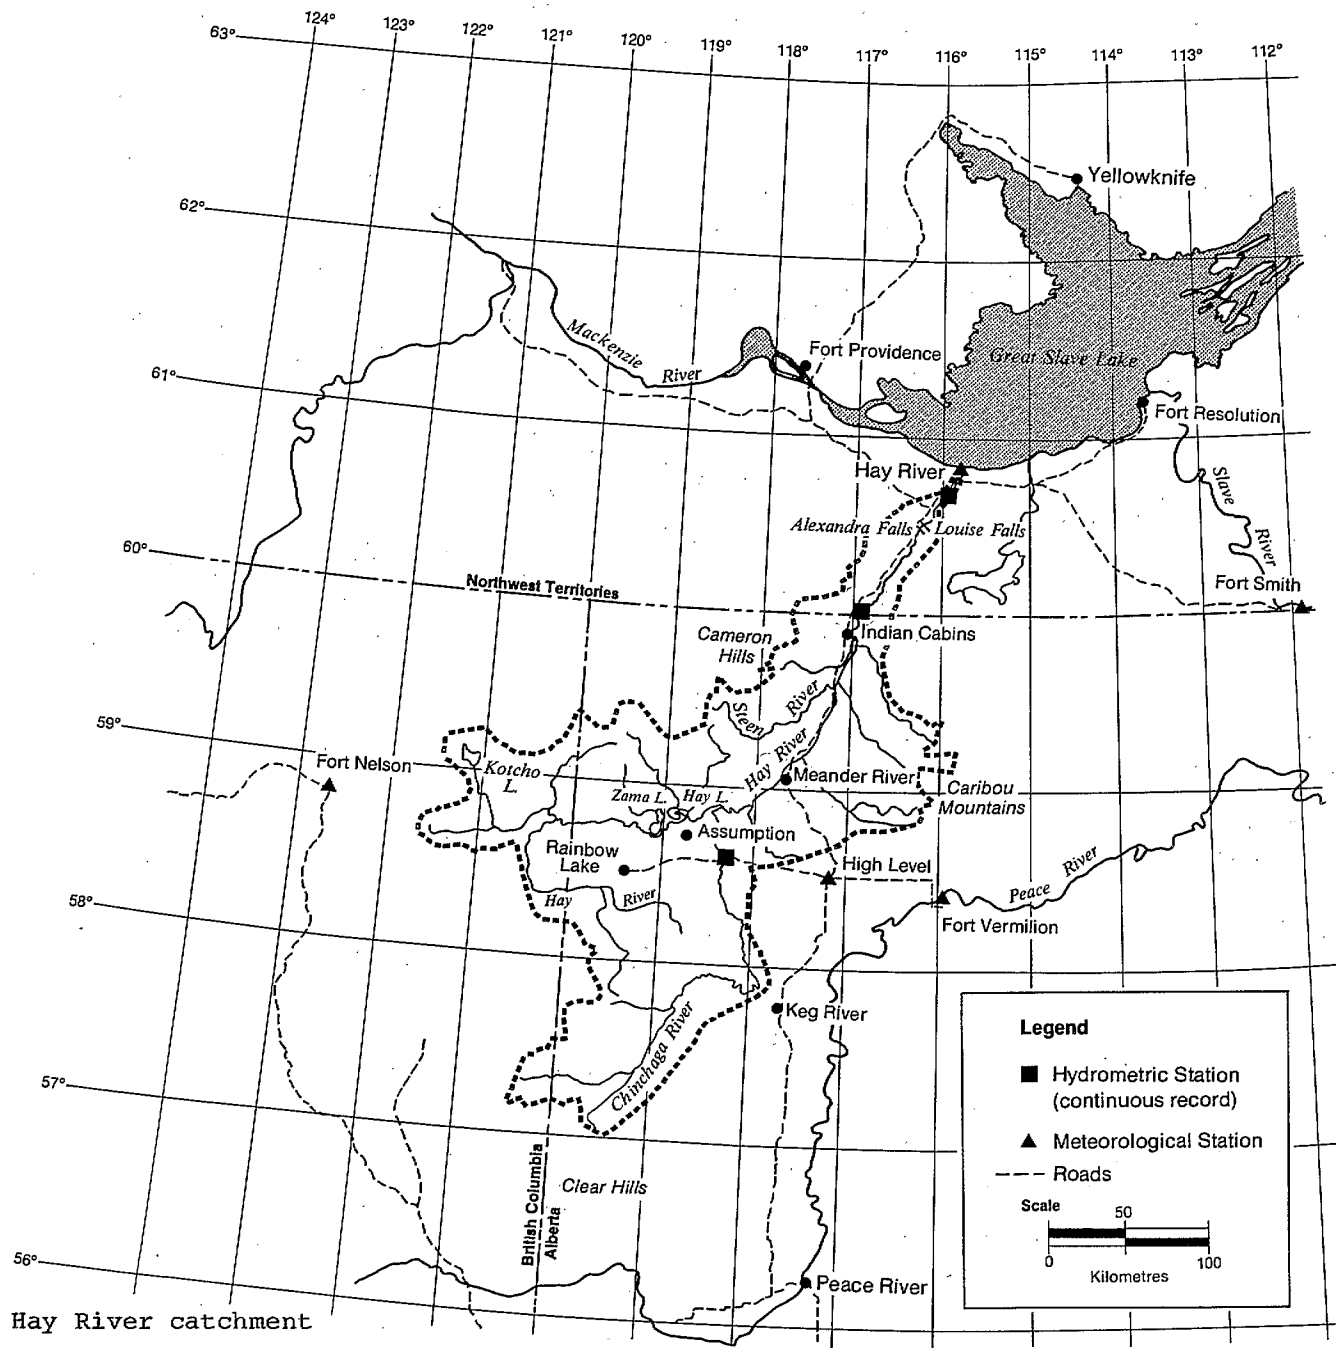 124° 123° 122° 121° 120° 119° 118° 117° 116° 115° 114° 113° 112°
63°
62°
61°
60°
59°
58°
57°
56°
Yellowknife
Mackenzie
River
Fort Providence
Great Slave Lake
Fort Resolution
Hay River
Slave
River
Alexandra Falls
Louise Falls
Fort Smith
Northwest Territories
Indian Cabins
Cameron
Hills
Steen
River
Hay River
Fort Nelson
Kotcho
L.
Zama L.
Hay L.
Meander River
Caribou
Mountains
Assumption
Rainbow
Lake
High Level
Hay
River
Peace
River
Fort Vermilion
Keg River
Chinchaga River
British Columbia
Alberta
Clear Hills
Peace River
Legend
Hydrometric Station
(continuous record)
Meteorological Station
Roads
Scale
50
0
100
Kilometres
Hay River catchment